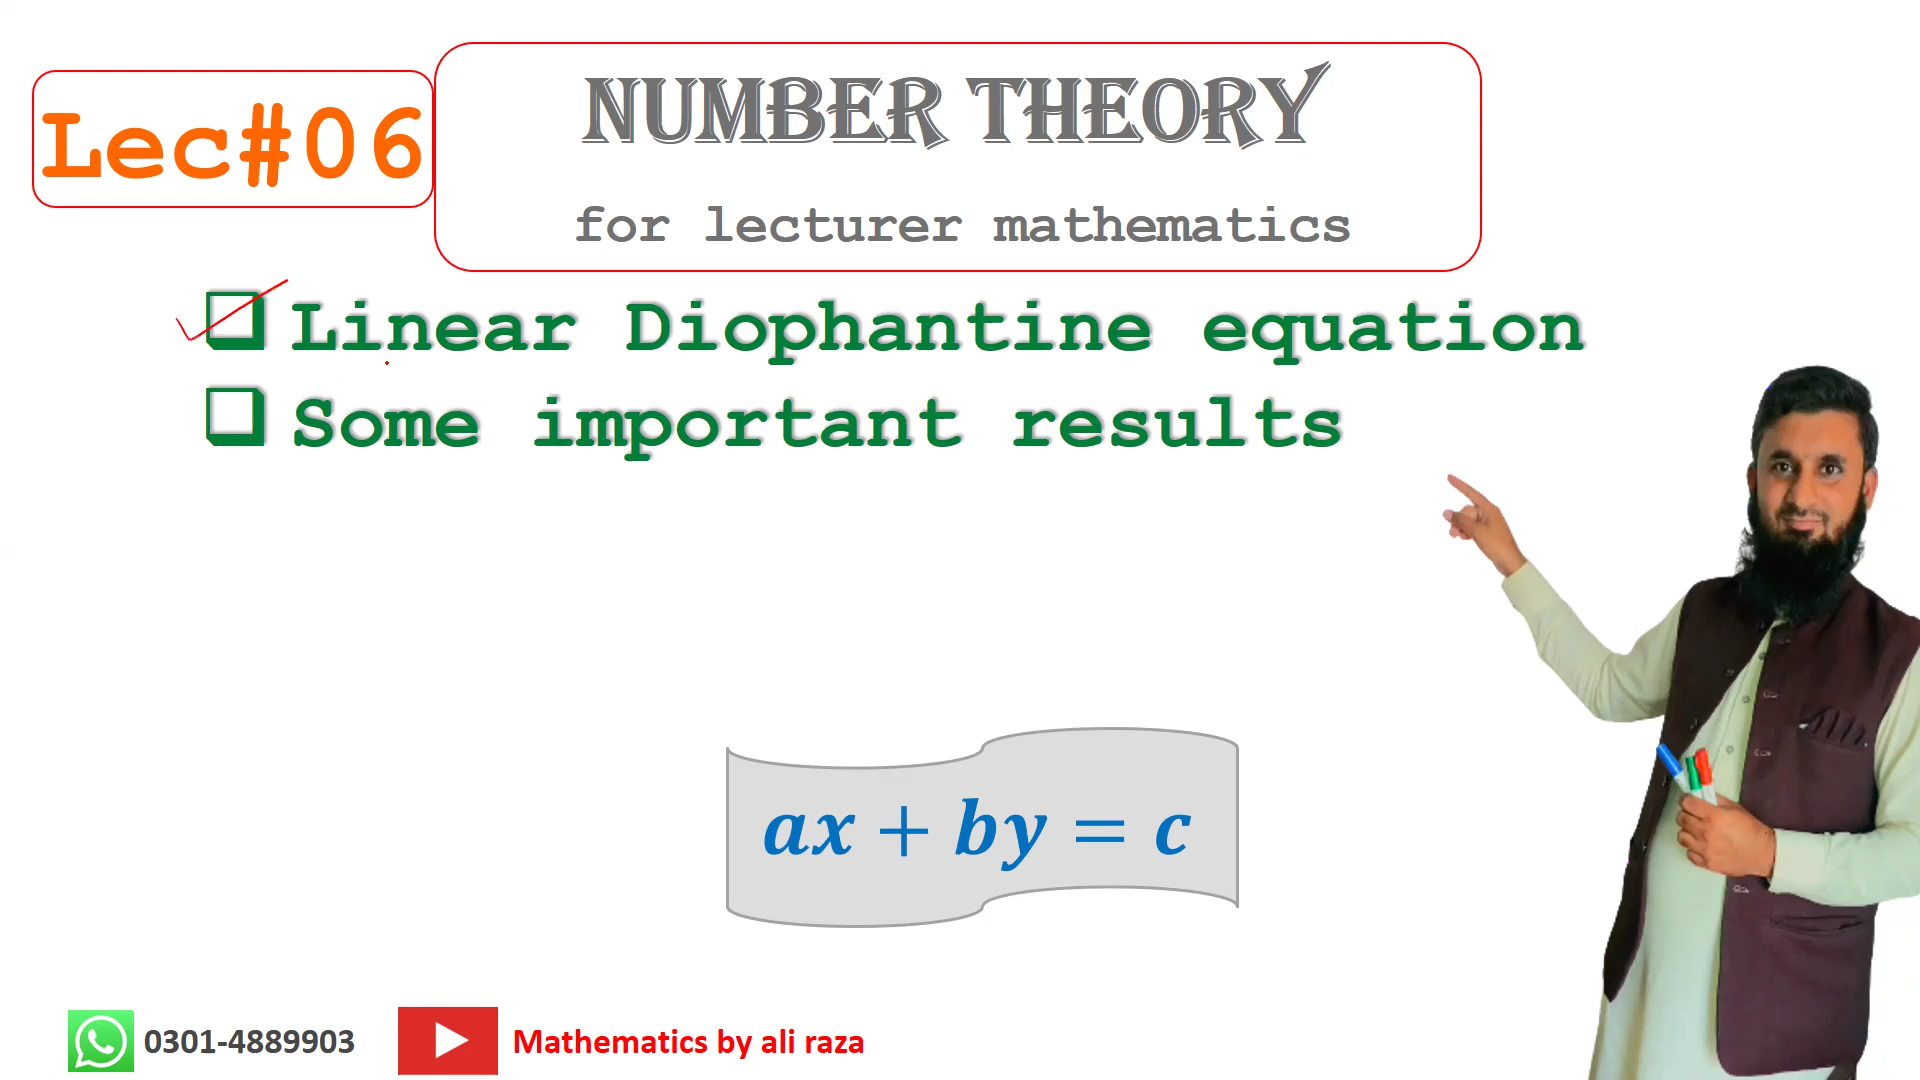 Lec#06
NUMBER THEORY
for lecturer mathematics
Linear Diophantine equation
Some important results
ax + by = c
0301-4889903
Mathematics by ali raza